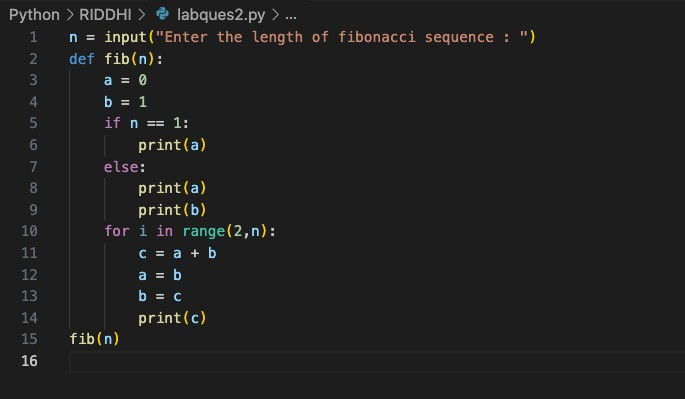 Python > RIDDHI > labques2.py > ...
1 n = input("Enter the length of fibonacci sequence : ")
2 def fib(n):
3     a = 0
4     b = 1
5     if n == 1:
6         print(a)
7     else:
8         print(a)
9         print(b)
10     for i in range(2,n):
11         c = a + b
12         a = b
13         b = c
14         print(c)
15 fib(n)
16